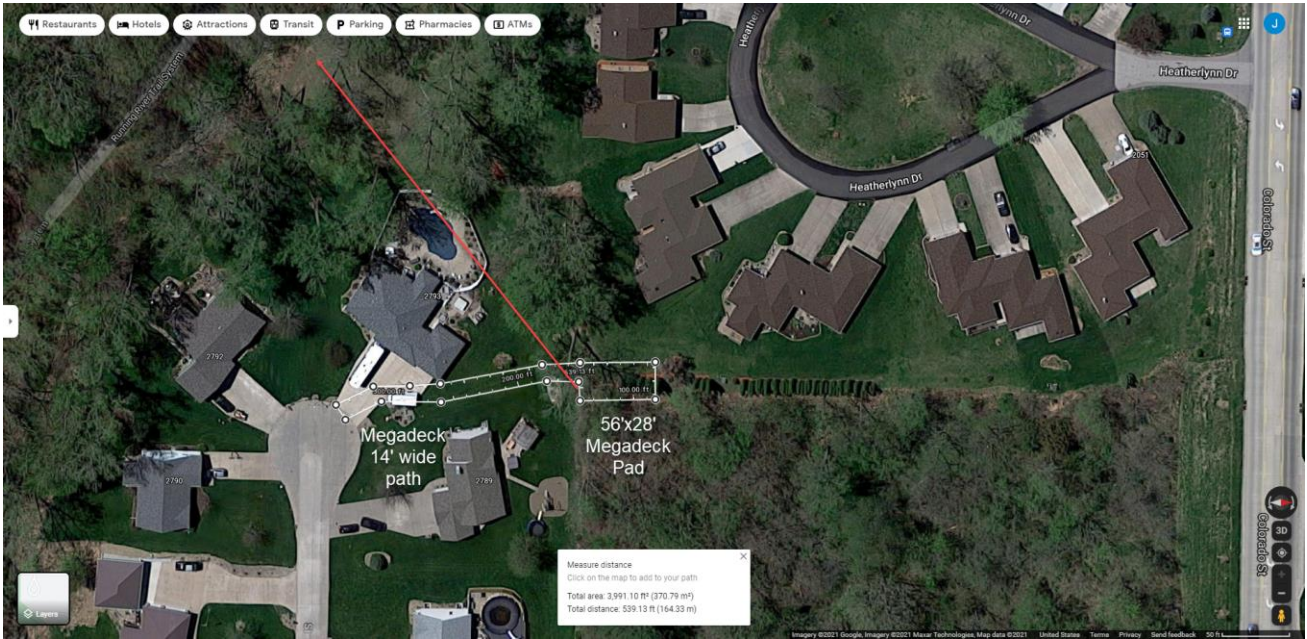 Restaurants
Hotels
Attractions
Transit
Parking
Pharmacies
ATMs
J
Running River Trail System
Heatherlynn Dr
Heatherlynn Dr
2051
Colorado St
2793
2792
200.00 ft
539.13 ft
100.00 ft
Megadeck
14' wide
path
56'x28'
Megadeck
Pad
2790
2789
Colorado St
3D
Measure distance
Click on the map to add to your path
Total area: 3,991.10 ft² (370.79 m²)
Total distance: 539.13 ft (164.33 m)
Layers
Imagery ©2021 Google, Imagery ©2021 Maxar Technologies, Map data ©2021 United States Terms Privacy Send feedback 50 ft